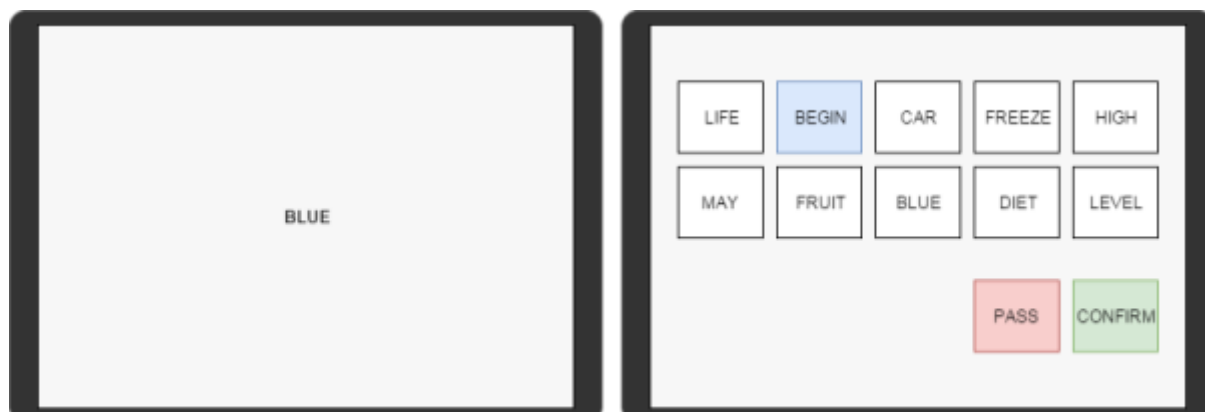 BLUE
LIFE BEGIN CAR FREEZE HIGH
MAY FRUIT BLUE DIET LEVEL
PASS CONFIRM